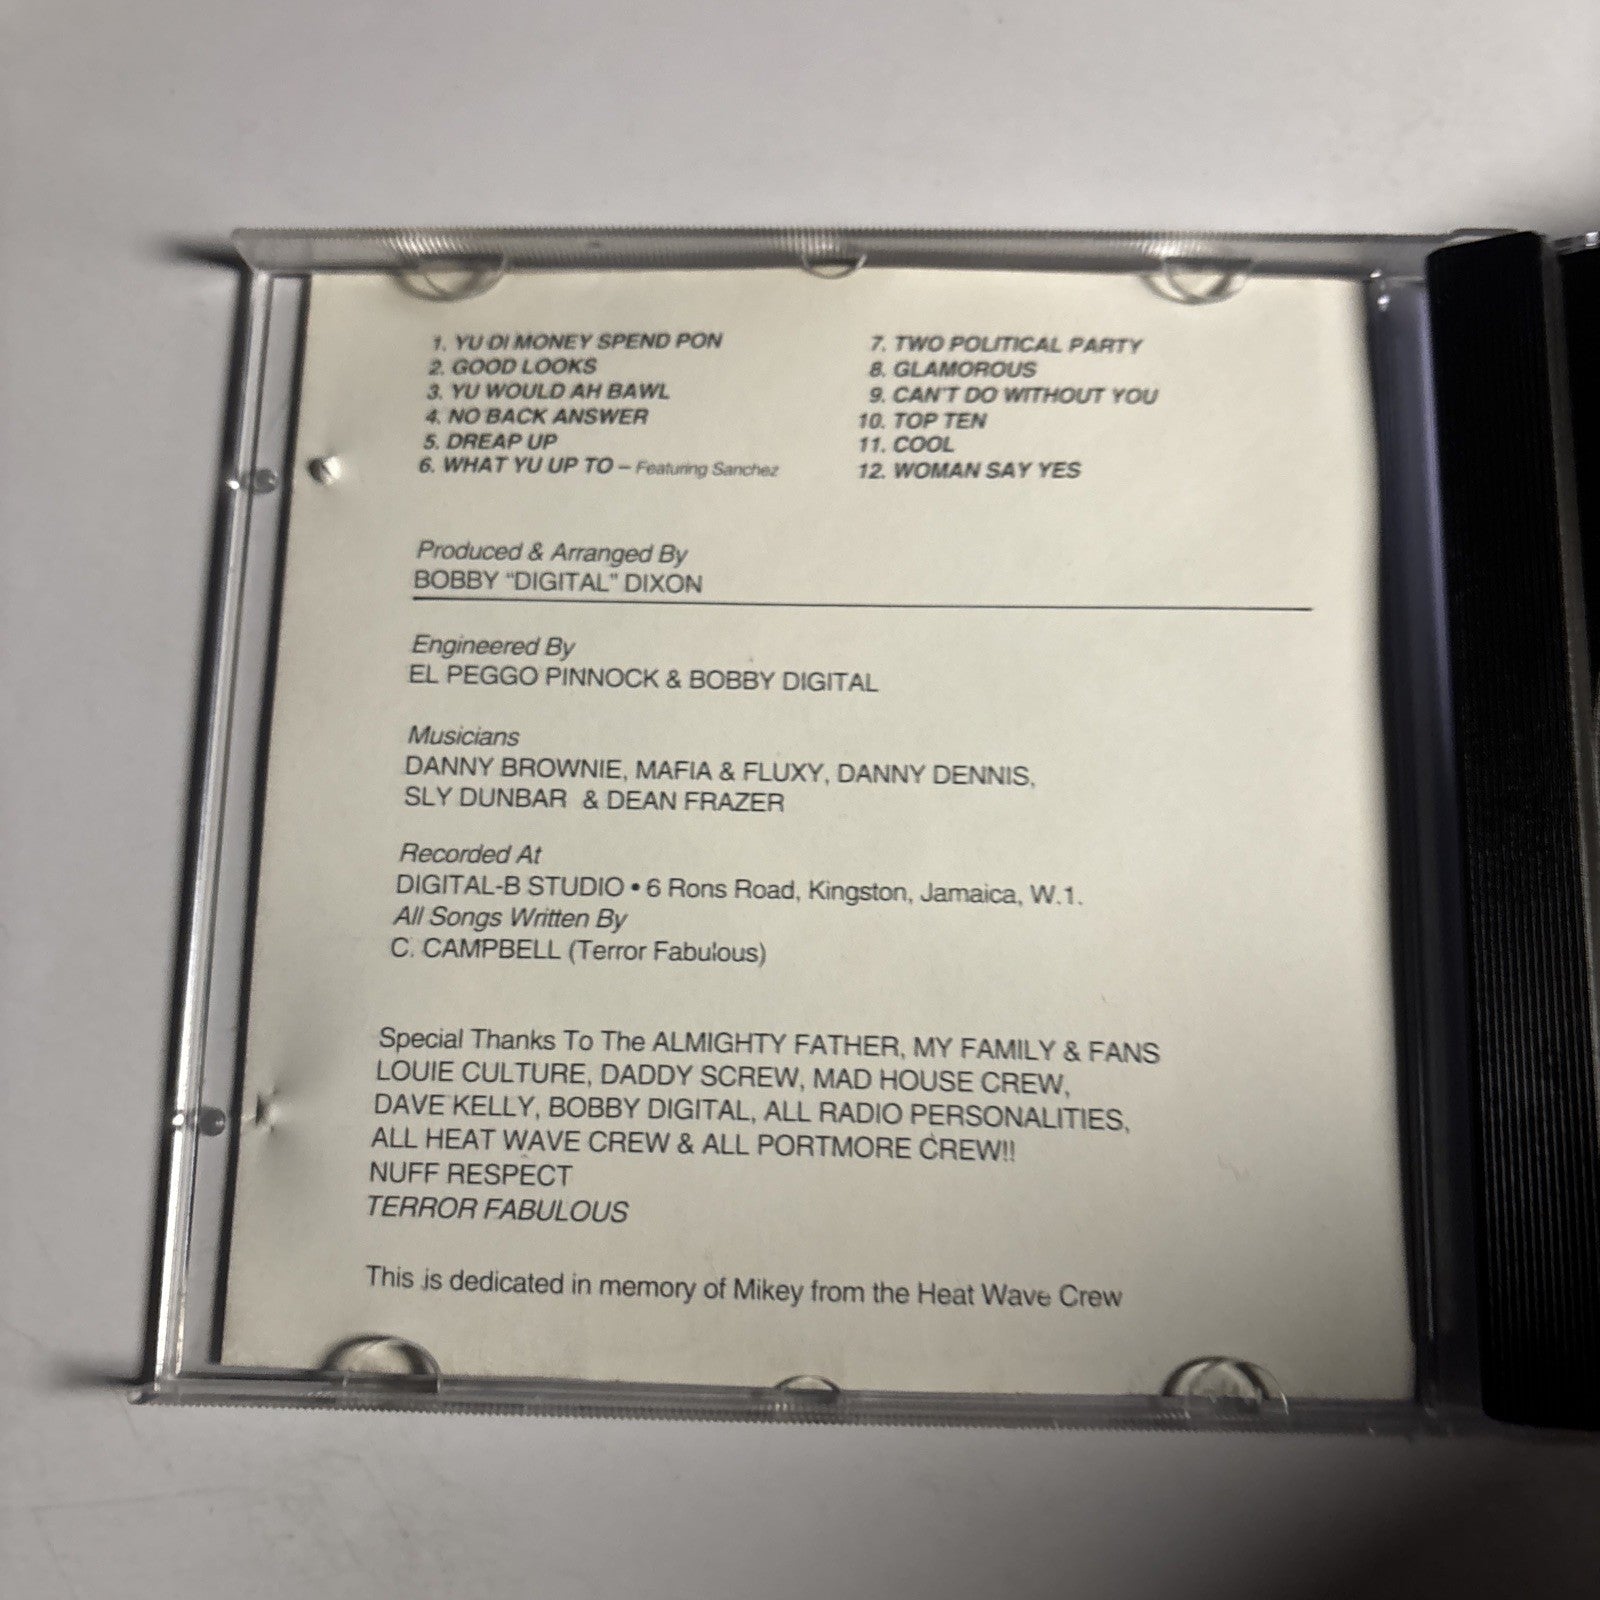 1. YU DI MONEY SPEND PON
2. GOOD LOOKS
3. YU WOULD AH BAWL
4. NO BACK ANSWER
5. DREAP UP
6. WHAT YU UP TO – Featuring Sanchez
7. TWO POLITICAL PARTY
8. GLAMOROUS
9. CAN'T DO WITHOUT YOU
10. TOP TEN
11. COOL
12. WOMAN SAY YES
Produced & Arranged By
BOBBY "DIGITAL" DIXON
Engineered By
EL PEGGO PINNOCK & BOBBY DIGITAL
Musicians
DANNY BROWNIE, MAFIA & FLUXY, DANNY DENNIS,
SLY DUNBAR & DEAN FRAZER
Recorded At
DIGITAL-B STUDIO • 6 Rons Road, Kingston, Jamaica, W.1.
All Songs Written By
C. CAMPBELL (Terror Fabulous)
Special Thanks To The ALMIGHTY FATHER, MY FAMILY & FANS
LOUIE CULTURE, DADDY SCREW, MAD HOUSE CREW,
DAVE KELLY, BOBBY DIGITAL, ALL RADIO PERSONALITIES,
ALL HEAT WAVE CREW & ALL PORTMORE CREW!!
NUFF RESPECT
TERROR FABULOUS
This is dedicated in memory of Mikey from the Heat Wave Crew